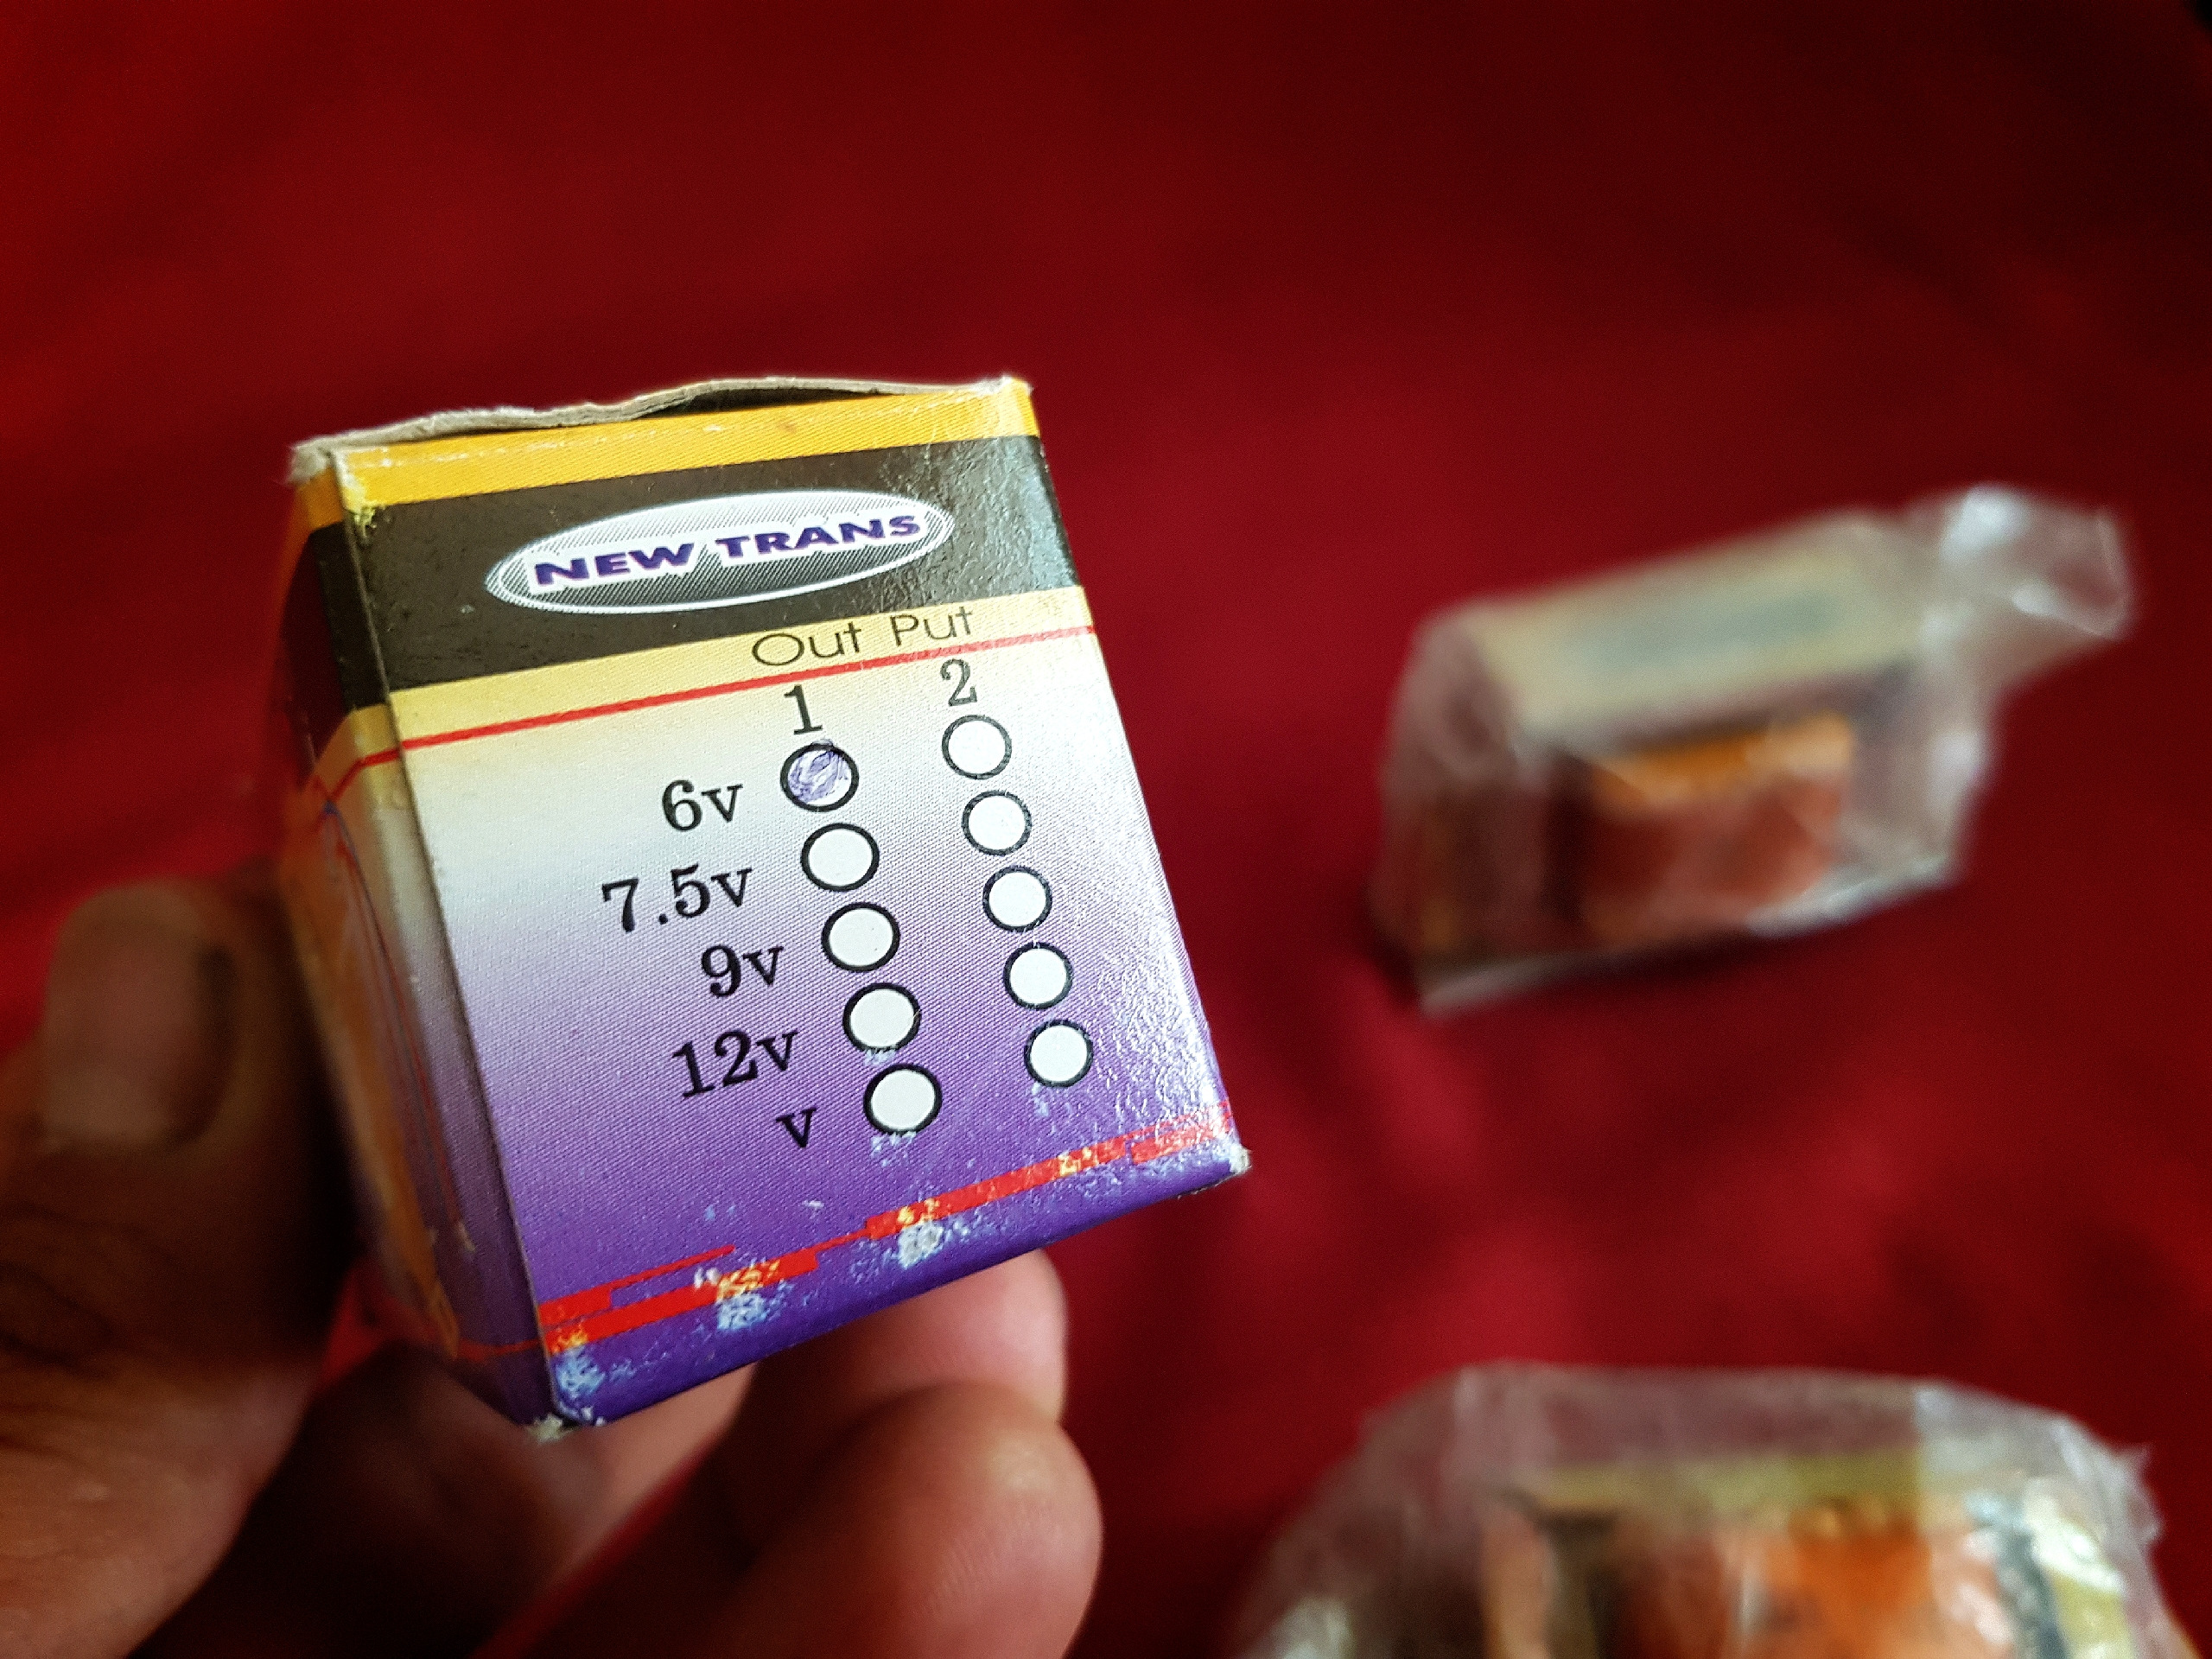 NEW TRANS
Out Put
1 2
6v
7.5v
9v
12v
v